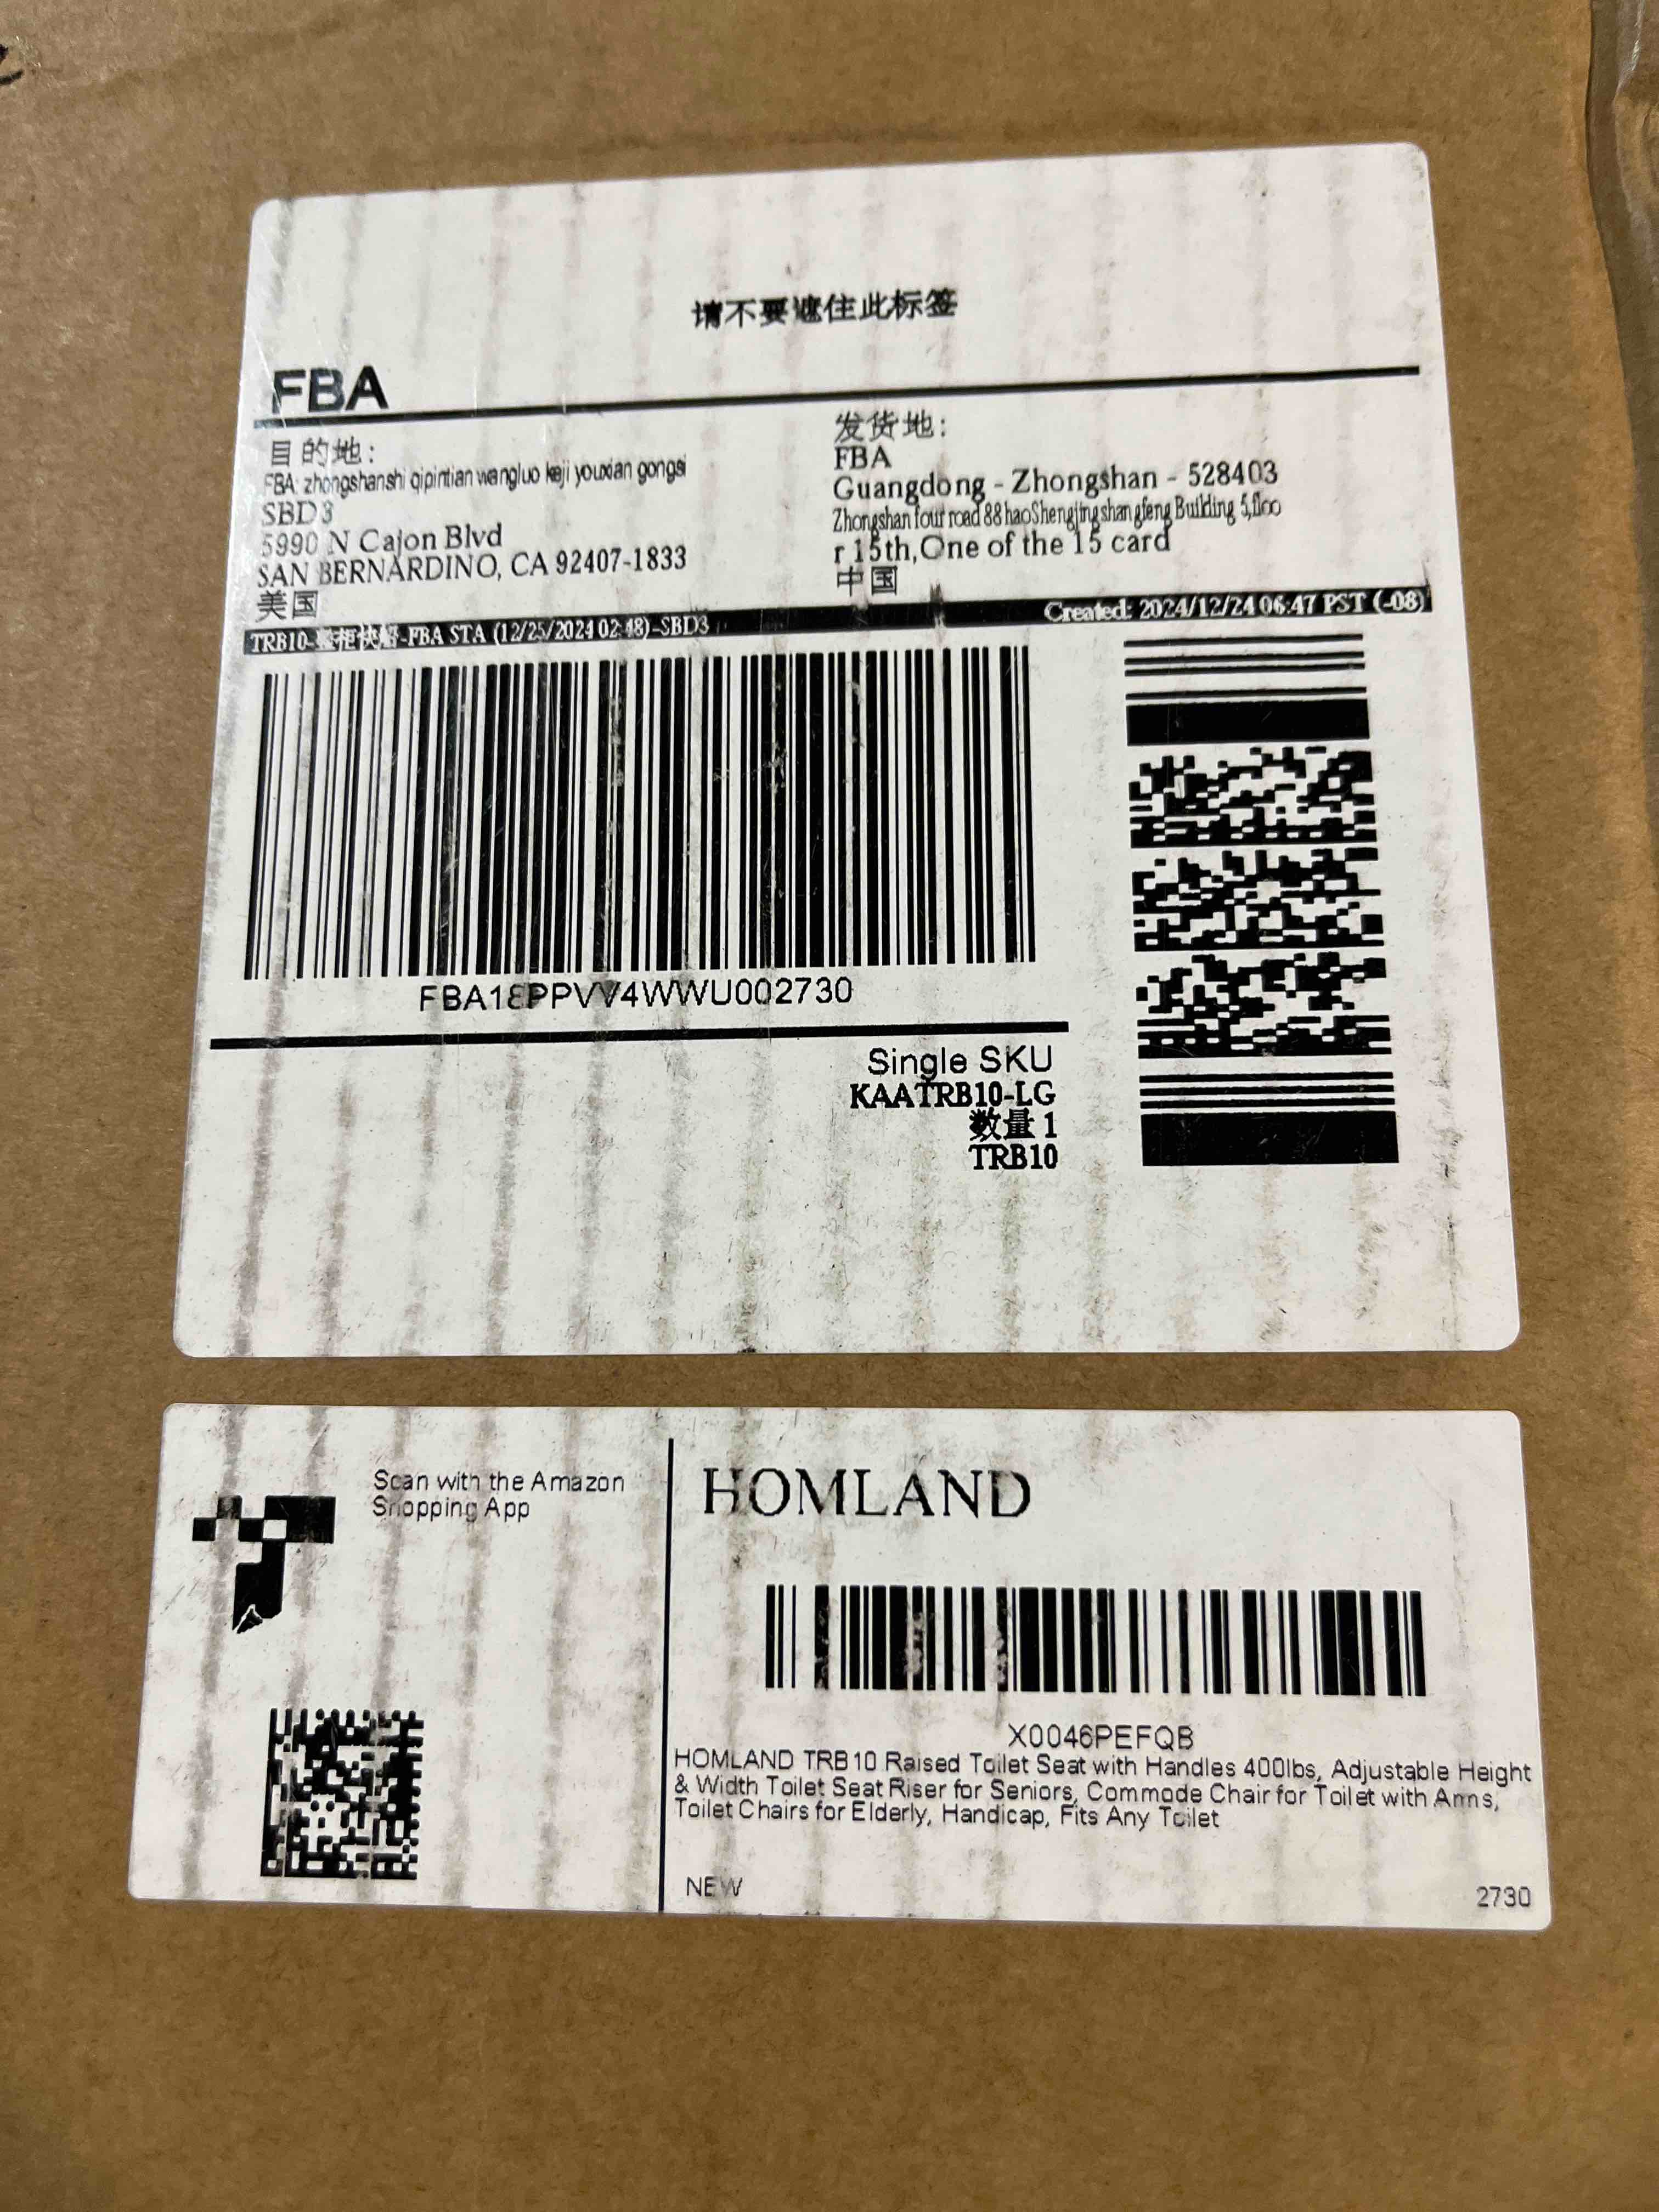 请不要遮住此标签
FBA
目的地:
FBA: zhongshanshi qipintian wangluo keji youxian gongsi
SBD3
5990 N Cajon Blvd
SAN BERNARDINO, CA 92407-1833
美国
发货地:
FBA
Guangdong - Zhongshan - 528403
Zhongshan four road 88 hao Shengjing shangfeng Building 5,floo
r 15th,One of the 15 card
中国
TRB10-整柜快船-FBA STA (12/25/2024 02:48)-SBD3
Created: 2024/12/24 06:47 PST (-08)
Single SKU
KAATRB10-LG
数量 1
TRB10
Scan with the Amazon
Shopping App
HOMLAND
X0046PEFQB
HOMLAND TRB10 Raised Toilet Seat with Handles 400lbs, Adjustable Height
& Width Toilet Seat Riser for Seniors, Commode Chair for Toilet with Arms,
Toilet Chairs for Elderly, Handicap, Fits Any Toilet
NEW
2730